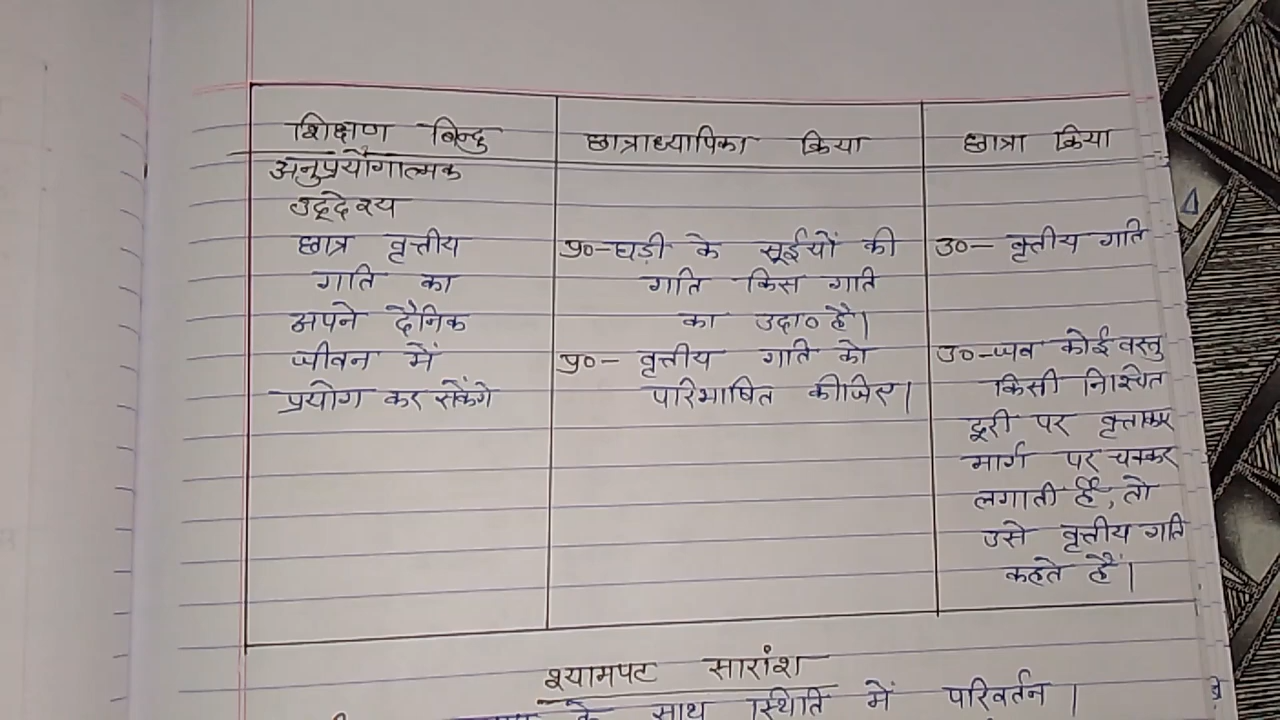 शिक्षण बिन्दु
छात्राध्यापिका क्रिया
छात्रा क्रिया
अनुप्रयोगात्मक
उद्देश्य
छात्र वृत्तीय
गति का
अपने दैनिक
जीवन में
प्रयोग कर सकेंगे
प्र०-घड़ी के सूईयों की
गति किस गति
का उदा० है।
प्र०- वृत्तीय गति को
परिभाषित कीजिए।
उ०- वृत्तीय गति
उ०-जब कोई वस्तु
किसी निश्चित
दूरी पर वृत्ताकार
मार्ग पर चक्कर
लगाती है, तो
उसे वृत्तीय गति
कहते हैं।
श्यामपट सारांश
के साथ स्थिति में परिवर्तन।